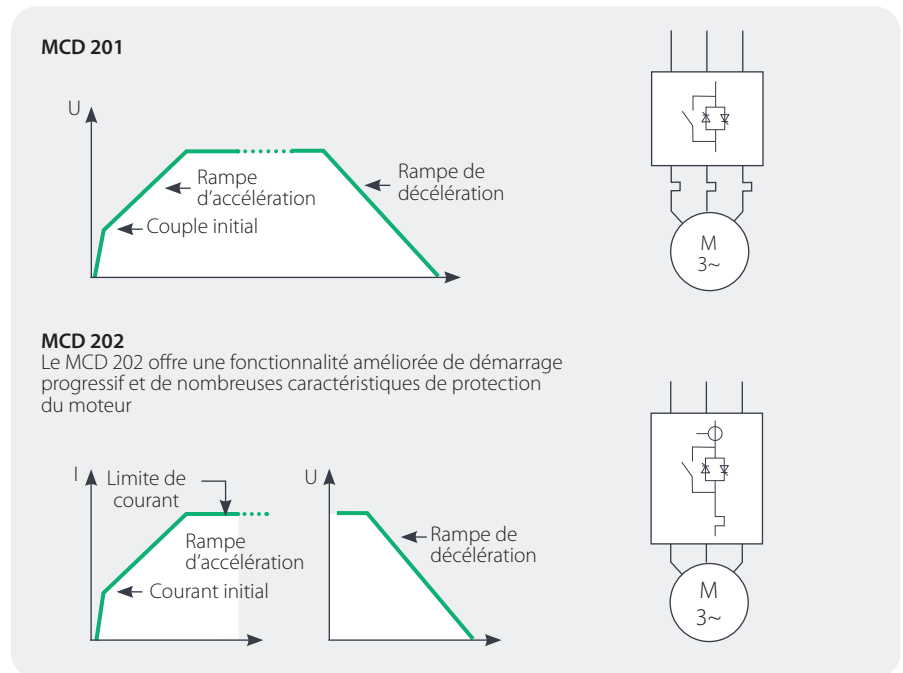 MCD 201
U
Rampe
d'accélération
Rampe de
décélération
Couple initial
M
3~
MCD 202
Le MCD 202 offre une fonctionnalité améliorée de démarrage
progressif et de nombreuses caractéristiques de protection
du moteur
I
Limite de
courant
Rampe
d'accélération
Courant initial
U
Rampe de
décélération
M
3~